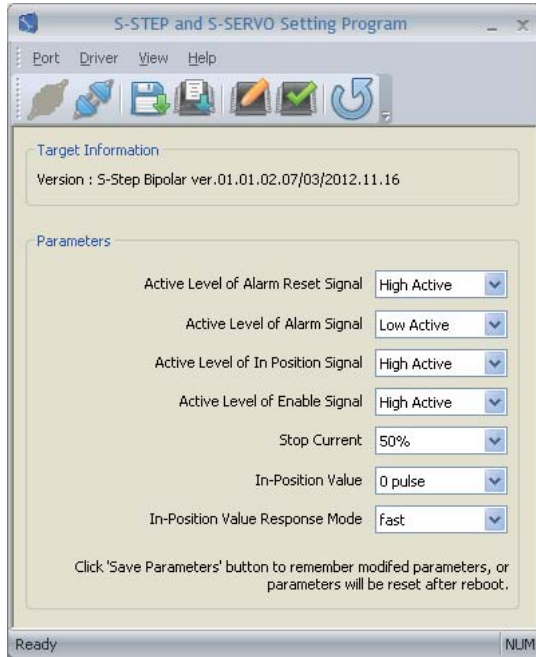 S-STEP and S-SERVO Setting Program
Port Driver View Help
Target Information
Version : S-Step Bipolar ver.01.01.02.07/03/2012.11.16
Parameters
Active Level of Alarm Reset Signal High Active
Active Level of Alarm Signal Low Active
Active Level of In Position Signal High Active
Active Level of Enable Signal High Active
Stop Current 50%
In-Position Value 0 pulse
In-Position Value Response Mode fast
Click 'Save Parameters' button to remember modifed parameters, or
parameters will be reset after reboot.
Ready NUM